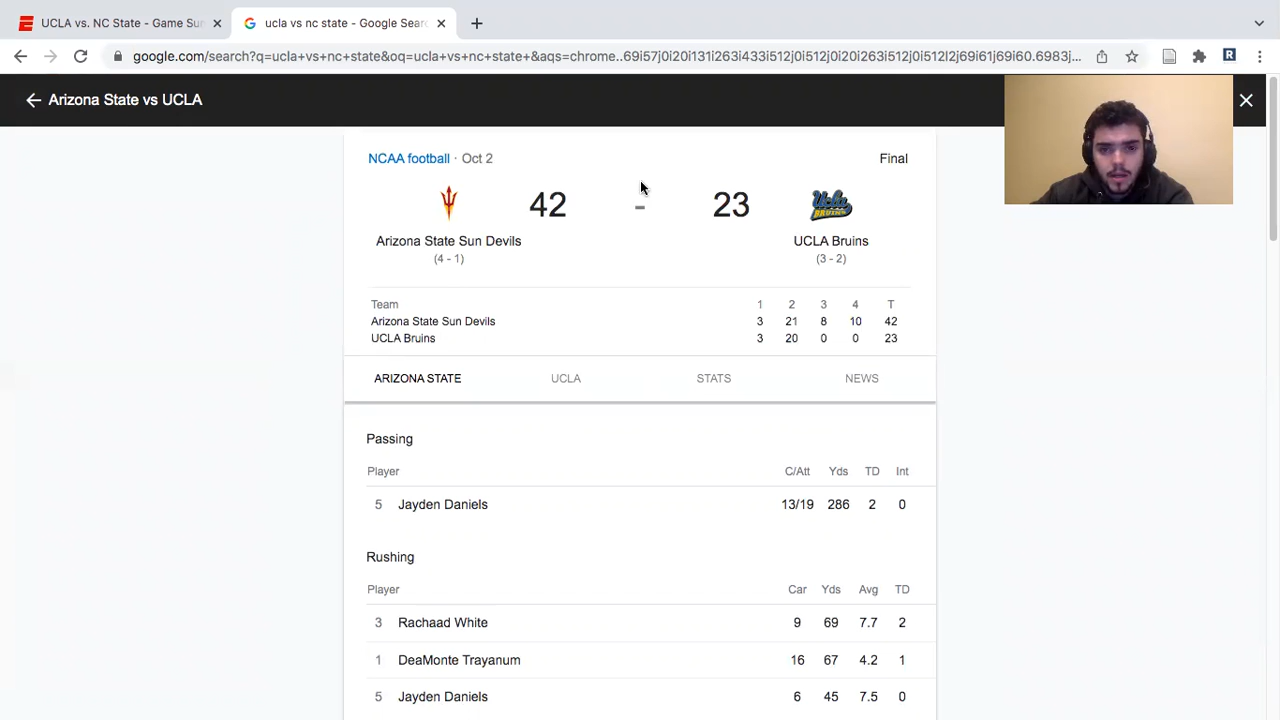 UCLA vs. NC State - Game Su
ucla vs nc state - Google Sear
google.com/search?q=ucla+vs+nc+state&oq=ucla+vs+nc+state+&aqs=chrome..69i57j0i20i131i263i433i512j0i512j0i20i263i512j0i512l2j69i61j69i60.6983j...
Arizona State vs UCLA
NCAA football · Oct 2
Final
42 - 23
UCLA BRUINS
Arizona State Sun Devils
UCLA Bruins
(4 - 1)
(3 - 2)
Team 1 2 3 4 T
Arizona State Sun Devils 3 21 8 10 42
UCLA Bruins 3 20 0 0 23
ARIZONA STATE UCLA STATS NEWS
Passing
Player C/Att Yds TD Int
5 Jayden Daniels 13/19 286 2 0
Rushing
Player Car Yds Avg TD
3 Rachaad White 9 69 7.7 2
1 DeaMonte Trayanum 16 67 4.2 1
5 Jayden Daniels 6 45 7.5 0